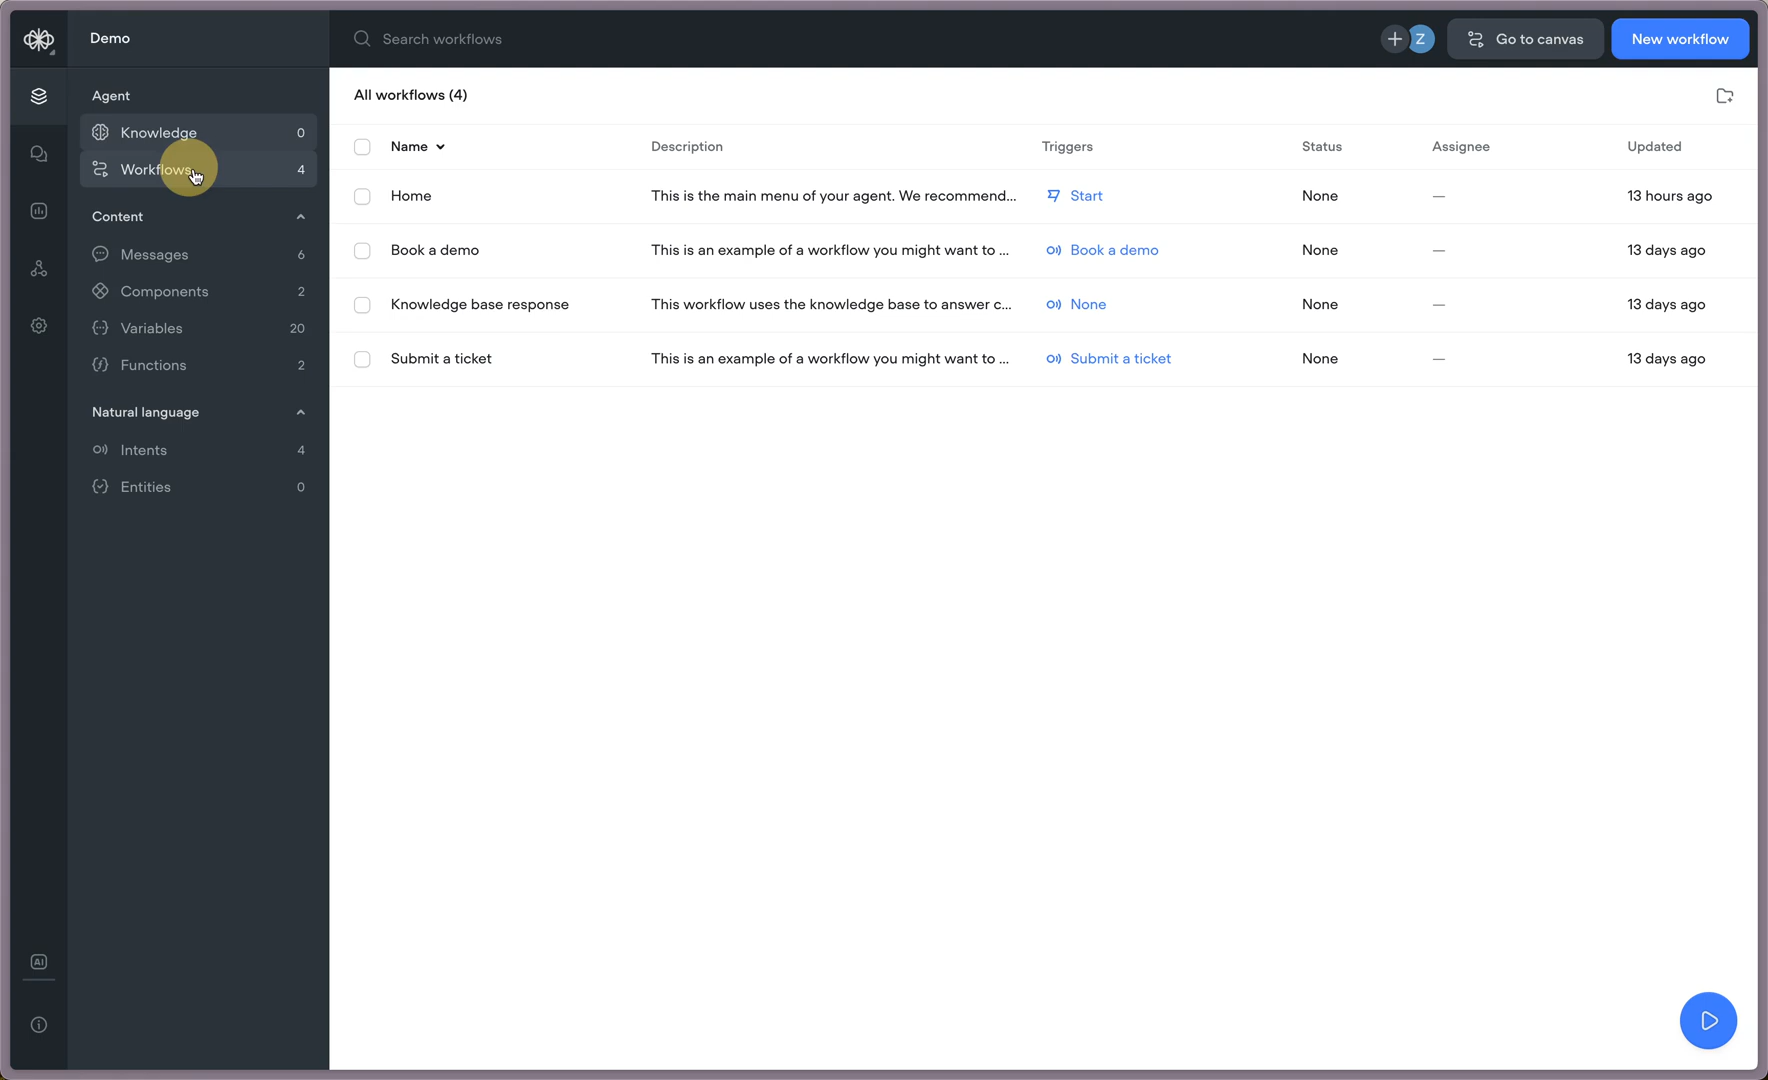 Demo
Search workflows
Z
Go to canvas
New workflow
Agent
Knowledge 0
Workflows 4
Content
Messages 6
Components 2
Variables 20
Functions 2
Natural language
Intents 4
Entities 0
AI
All workflows (4)
Name Description Triggers Status Assignee Updated
Home This is the main menu of your agent. We recommend... Start None — 13 hours ago
Book a demo This is an example of a workflow you might want to ... Book a demo None — 13 days ago
Knowledge base response This workflow uses the knowledge base to answer c... None None — 13 days ago
Submit a ticket This is an example of a workflow you might want to ... Submit a ticket None — 13 days ago